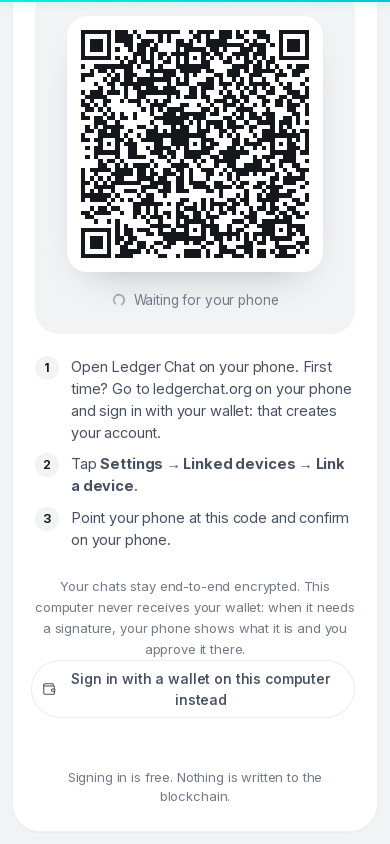 Waiting for your phone
1 Open Ledger Chat on your phone. First
time? Go to ledgerchat.org on your phone
and sign in with your wallet: that creates
your account.
2 Tap Settings → Linked devices → Link
a device.
3 Point your phone at this code and confirm
on your phone.
Your chats stay end-to-end encrypted. This
computer never receives your wallet: when it needs
a signature, your phone shows what it is and you
approve it there.
Sign in with a wallet on this computer
instead
Signing in is free. Nothing is written to the
blockchain.